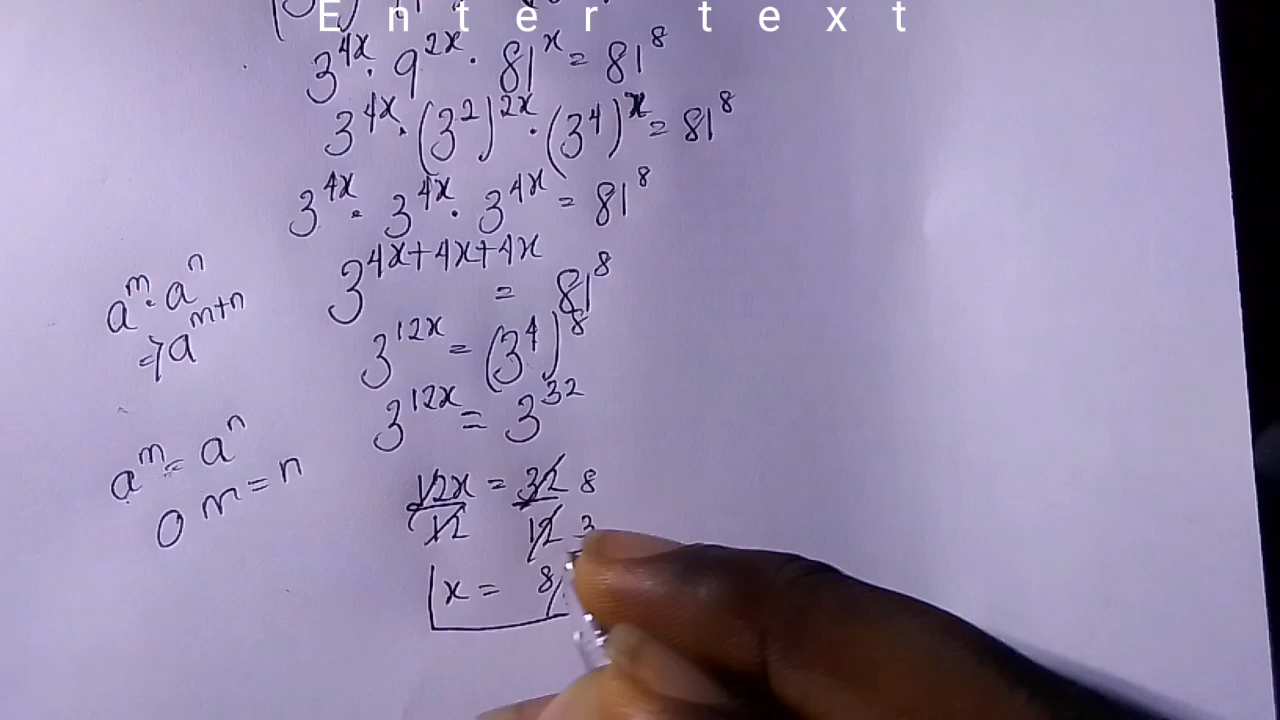 Enter text
3^4x · 9^2x · 81^x = 81^8
3^4x · (3^2)^2x · (3^4)^x = 81^8
3^4x · 3^4x · 3^4x = 81^8
3^4x+4x+4x = 81^8
a^m · a^n
⇒ a^m+n
3^12x = (3^4)^8
3^12x = 3^32
a^m = a^n
m = n
12x = 32 8
12 12 3
x = 8/